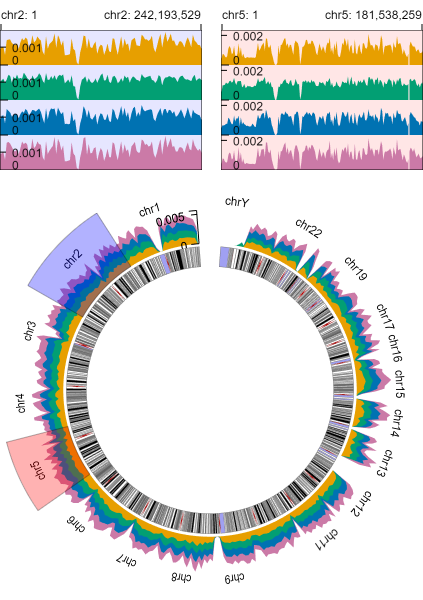 chr2: 1
chr2: 242,193,529
chr5: 1
chr5: 181,538,259
0.001
0
0.001
0
0.001
0
0.001
0
0.002
0
0.002
0
0.002
0
0.002
0
chrY
chr1
0.005
0
chr22
chr2
chr19
chr3
chr17
chr16
chr4
chr15
chr14
chr5
chr13
chr6
chr12
chr11
chr7
chr8
chr9